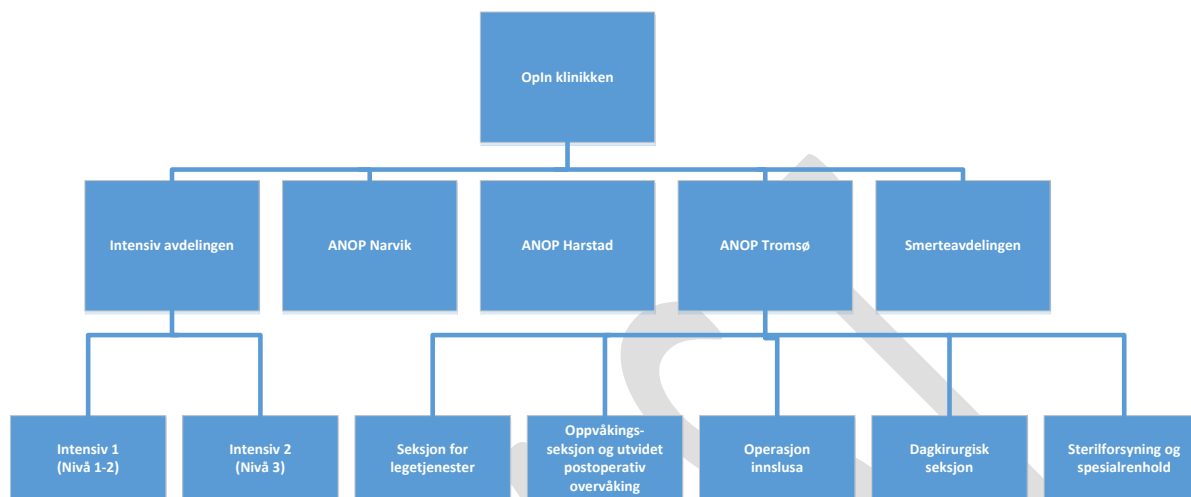 OpIn klinikken
Intensiv avdelingen
ANOP Narvik
ANOP Harstad
ANOP Tromsø
Smerteavdelingen
Intensiv 1
(Nivå 1-2)
Intensiv 2
(Nivå 3)
Seksjon for
legetjenester
Oppvåkings-
seksjon og utvidet
postoperativ
overvåking
Operasjon
innslusa
Dagkirurgisk
seksjon
Sterilforsyning og
spesialrenhold